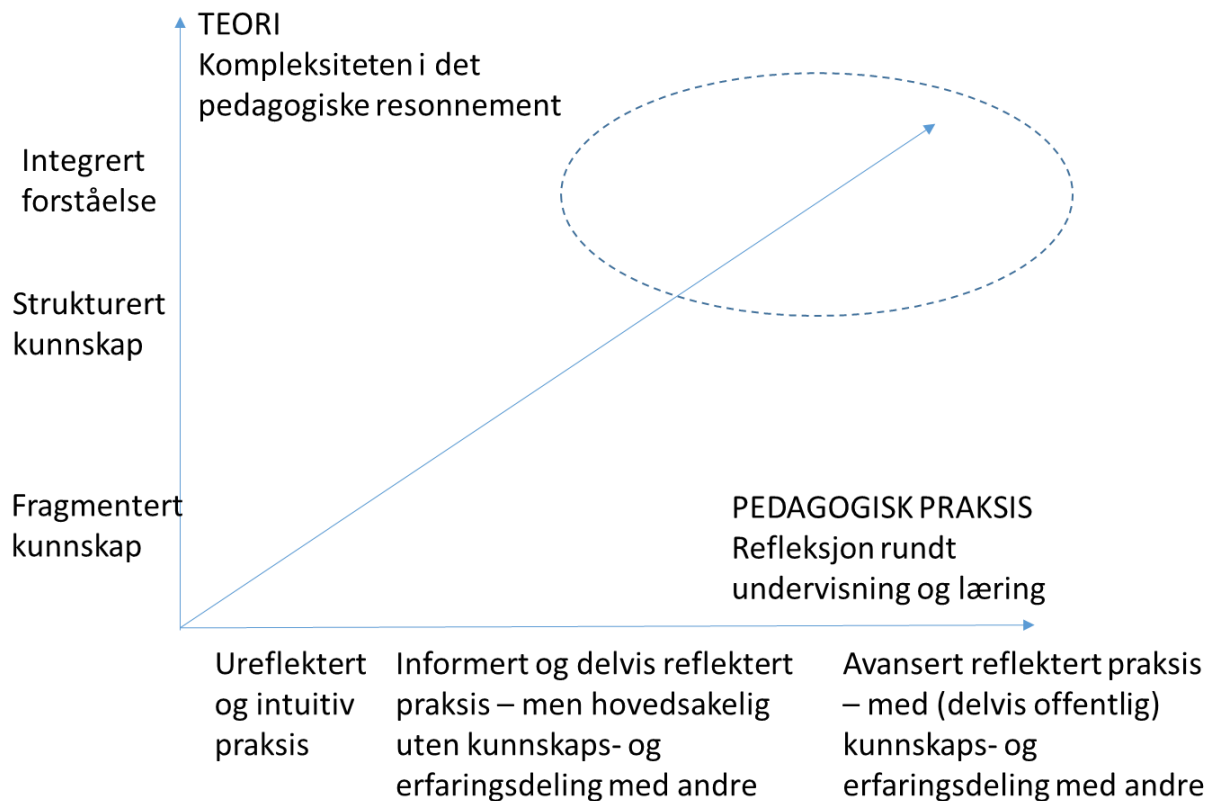 TEORI
Kompleksiteten i det
pedagogiske resonnement
Integrert
forståelse
Strukturert
kunnskap
Fragmentert
kunnskap
PEDAGOGISK PRAKSIS
Refleksjon rundt
undervisning og læring
Ureflektert
og intuitiv
praksis
Informert og delvis reflektert
praksis – men hovedsakelig
uten kunnskaps- og
erfaringsdeling med andre
Avansert reflektert praksis
– med (delvis offentlig)
kunnskaps- og
erfaringsdeling med andre